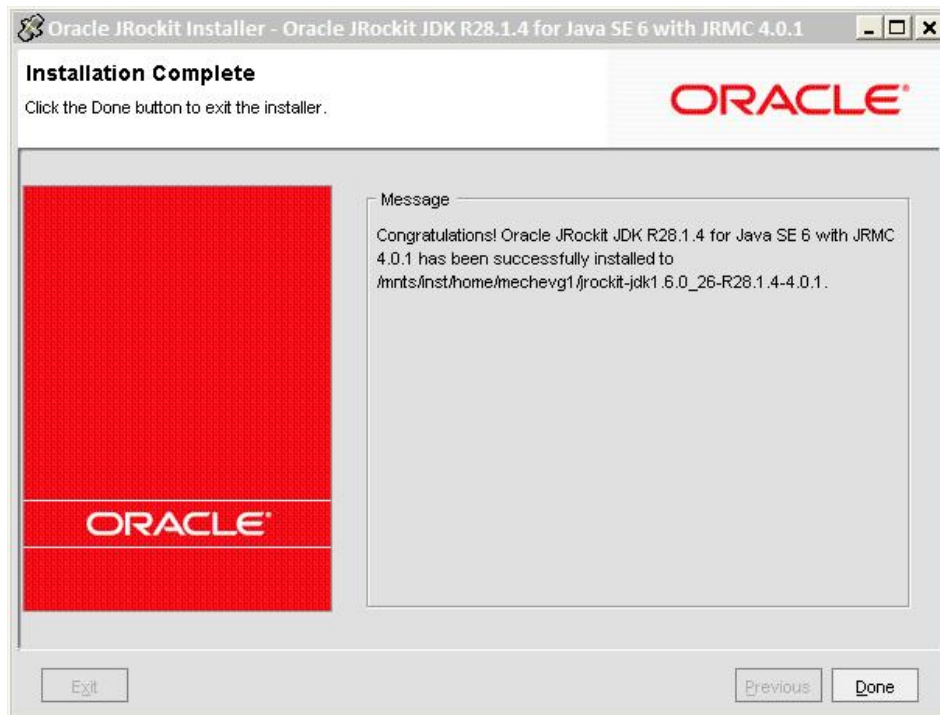 Oracle JRockit Installer - Oracle JRockit JDK R28.1.4 for Java SE 6 with JRMC 4.0.1
Installation Complete
Click the Done button to exit the installer.
ORACLE
Message
Congratulations! Oracle JRockit JDK R28.1.4 for Java SE 6 with JRMC
4.0.1 has been successfully installed to
/mnts/inst/home/mechevg1/jrockit-jdk1.6.0_26-R28.1.4-4.0.1.
ORACLE
Exit
Previous
Done